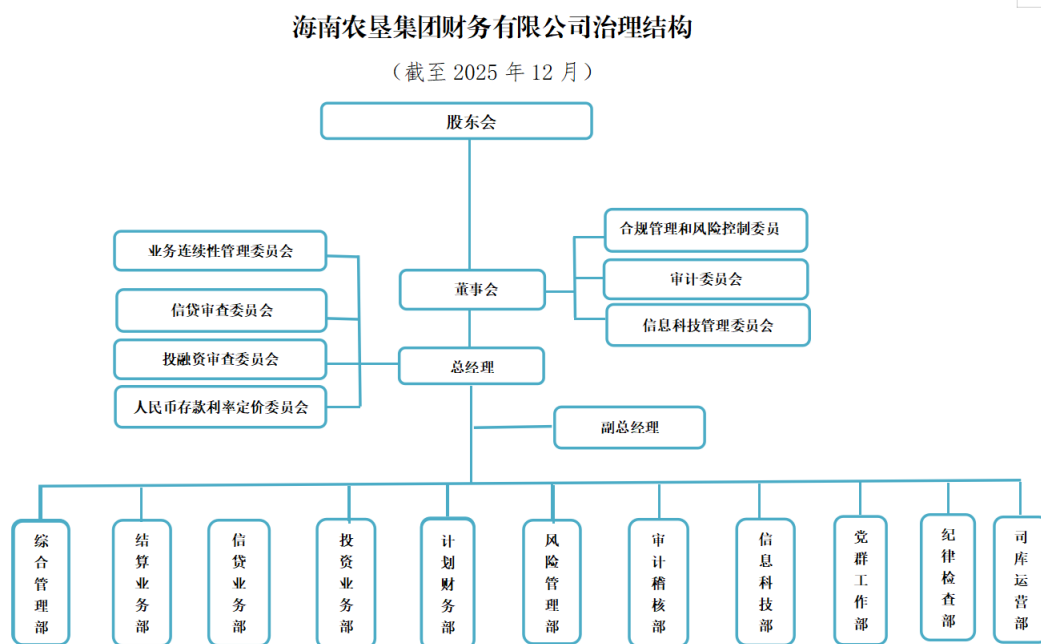 海南农垦集团财务有限公司治理结构
（截至 2025 年 12 月）
股东会
业务连续性管理委员会
信贷审查委员会
投融资审查委员会
人民币存款利率定价委员会
董事会
合规管理和风险控制委员
审计委员会
信息科技管理委员会
总经理
副总经理
综合管理部
结算业务部
信贷业务部
投资业务部
计划财务部
风险管理部
审计稽核部
信息科技部
党群工作部
纪律检查部
司库运营部